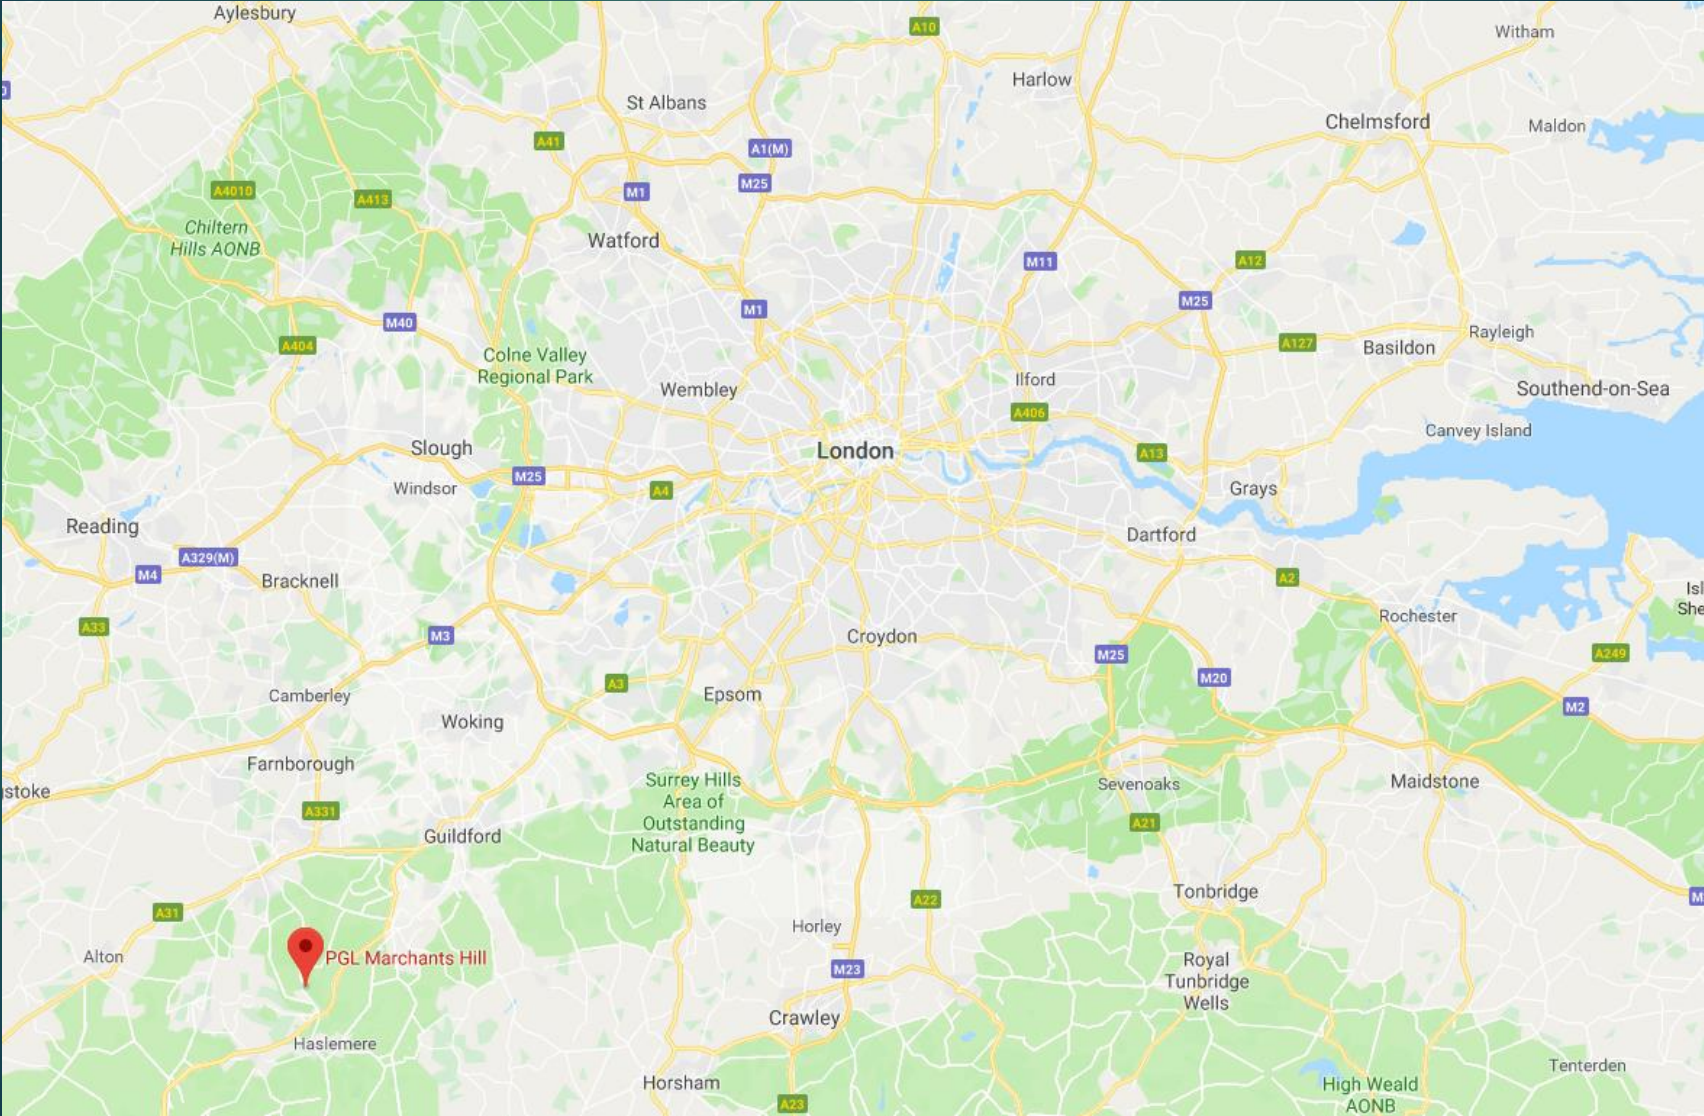 Aylesbury
A10
Witham
Harlow
St Albans
Chelmsford
Maldon
A41
A1(M)
M25
M1
A4010
A413
Chiltern
Hills AONB
Watford
M11
A12
M25
M1
M40
A404
A127
Rayleigh
Basildon
Colne Valley
Regional Park
Wembley
Ilford
Southend-on-Sea
A406
Canvey Island
Slough
London
A13
M25
Windsor
A4
Grays
Reading
Dartford
A329(M)
M4
Bracknell
A2
Isl
She
Rochester
A33
M3
Croydon
A249
M25
M20
A3
Camberley
Epsom
M2
Woking
Farnborough
stoke
Surrey Hills
Area of
Outstanding
Natural Beauty
Sevenoaks
Maidstone
A331
Guildford
A21
Tonbridge
A22
A31
Horley
Alton
PGL Marchants Hill
M23
Royal
Tunbridge
Wells
Crawley
Haslemere
Tenterden
Horsham
High Weald
AONB
A23